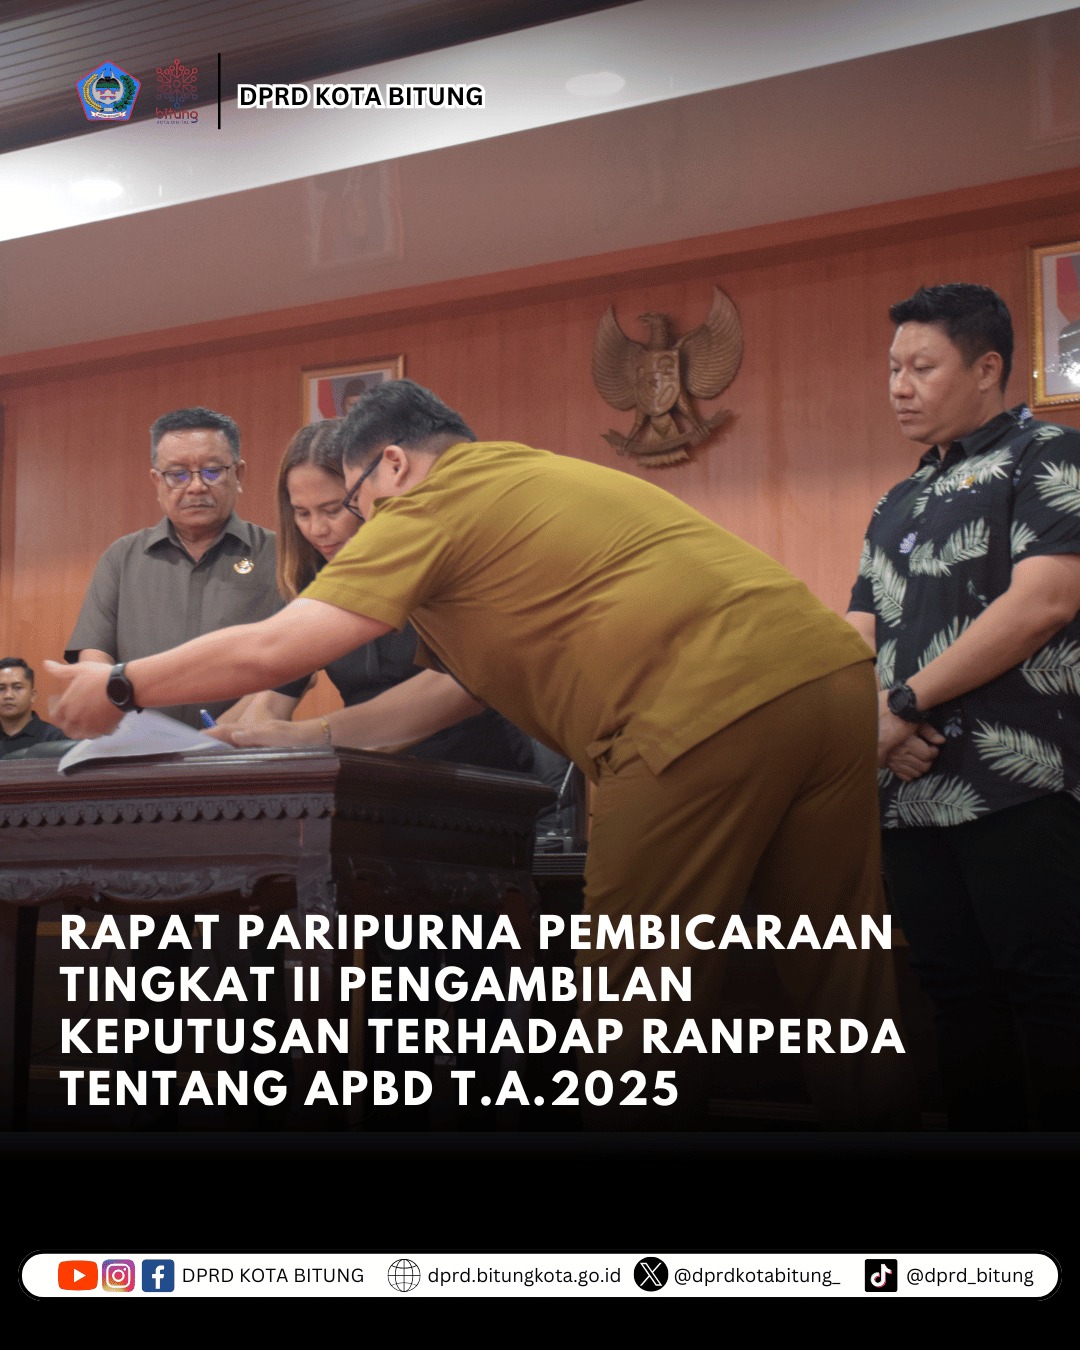 bitung
DPRD KOTA BITUNG
RAPAT PARIPURNA PEMBICARAAN
TINGKAT II PENGAMBILAN
KEPUTUSAN TERHADAP RANPERDA
TENTANG APBD T.A.2025
DPRD KOTA BITUNG dprd.bitungkota.go.id @dprdkotabitung_ @dprd_bitung